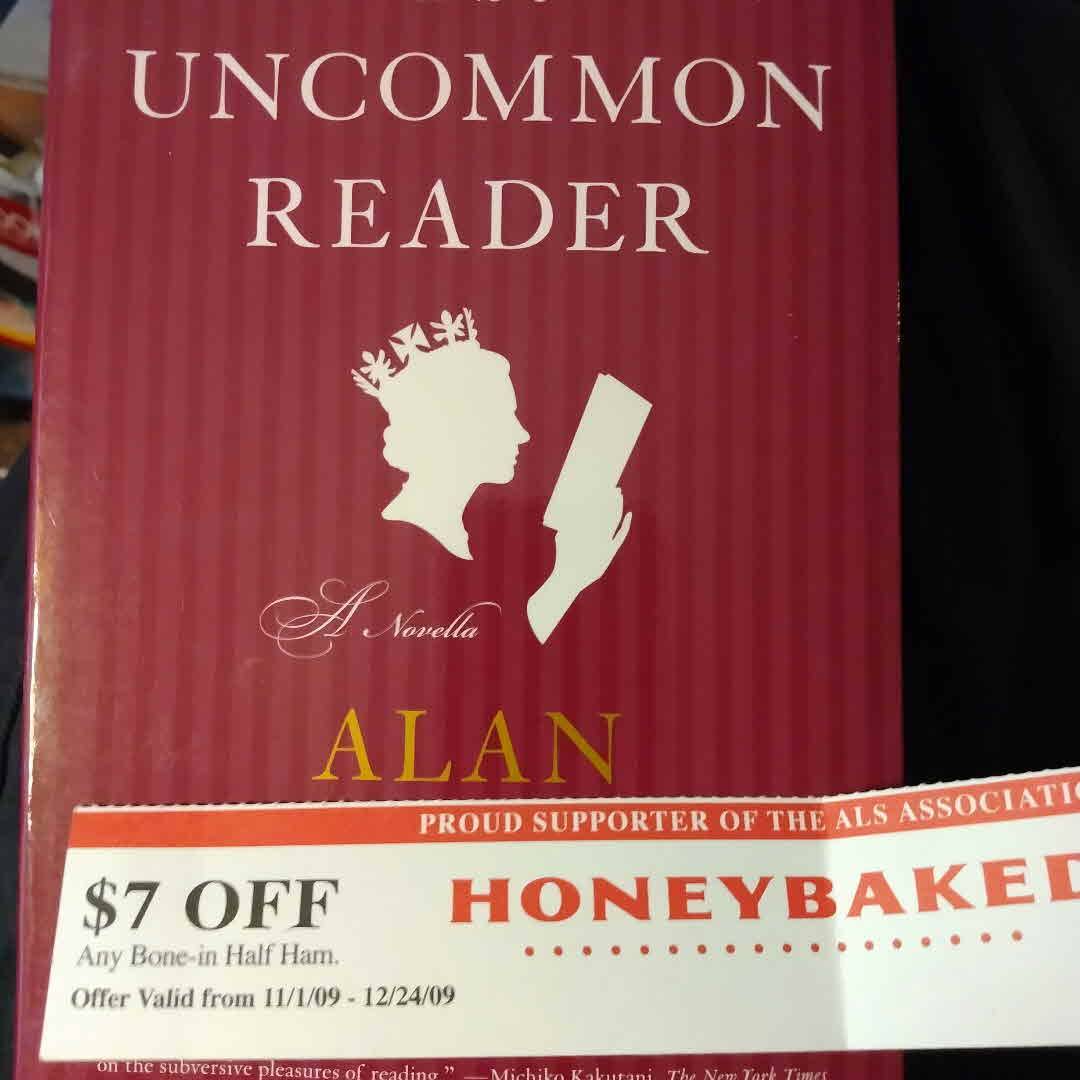 UNCOMMON
READER
A Novella
ALAN
PROUD SUPPORTER OF THE ALS ASSOCIATIO
$7 OFF
HONEYBAKED
Any Bone-in Half Ham.
Offer Valid from 11/1/09 - 12/24/09
on the subversive pleasures of reading." —Michiko Kakutani, The New York Times